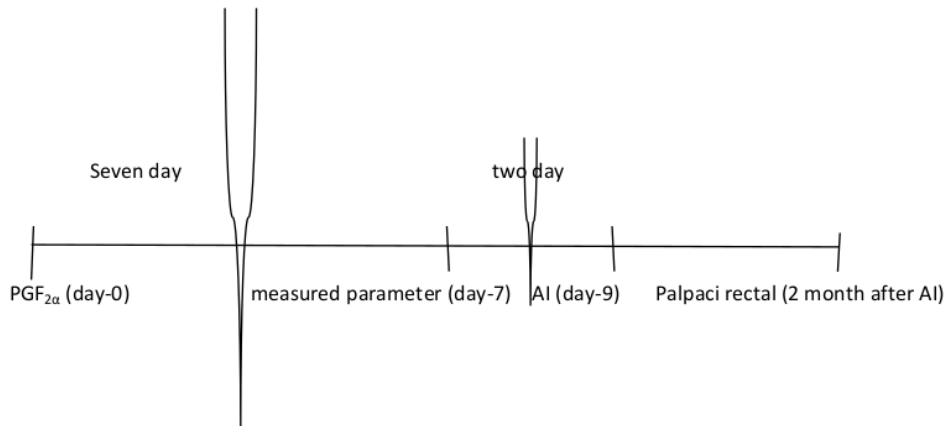 Seven day
two day
PGF2α (day-0)
measured parameter (day-7)
AI (day-9)
Palpaci rectal (2 month after AI)